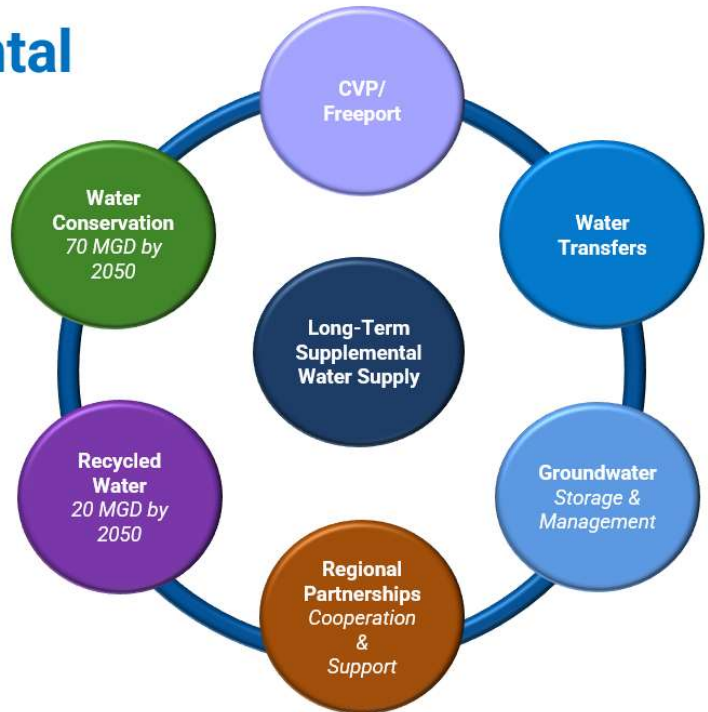 CVP/
Freeport
Water
Transfers
Groundwater
Storage &
Management
Regional
Partnerships
Cooperation
&
Support
Recycled
Water
20 MGD by
2050
Water
Conservation
70 MGD by
2050
Long-Term
Supplemental
Water Supply